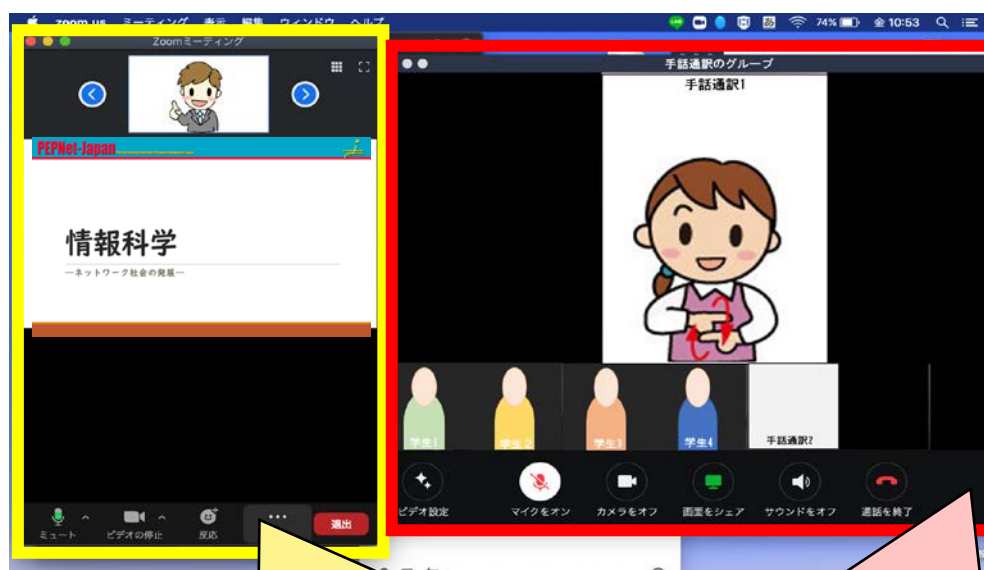 zoom.us ミーティング 表示 編集 ウィンドウ ヘルプ
74% 金 10:53
Zoomミーティング
PEPNet-Japan
情報科学
―ネットワーク社会の発展―
ミュート ビデオの停止 反応 退出
手話通訳のグループ
手話通訳1
学生1 学生2 学生3 学生4 手話通訳2
ビデオ設定 マイクをオン カメラをオフ 画面をシェア サウンドをオフ 通話を終了